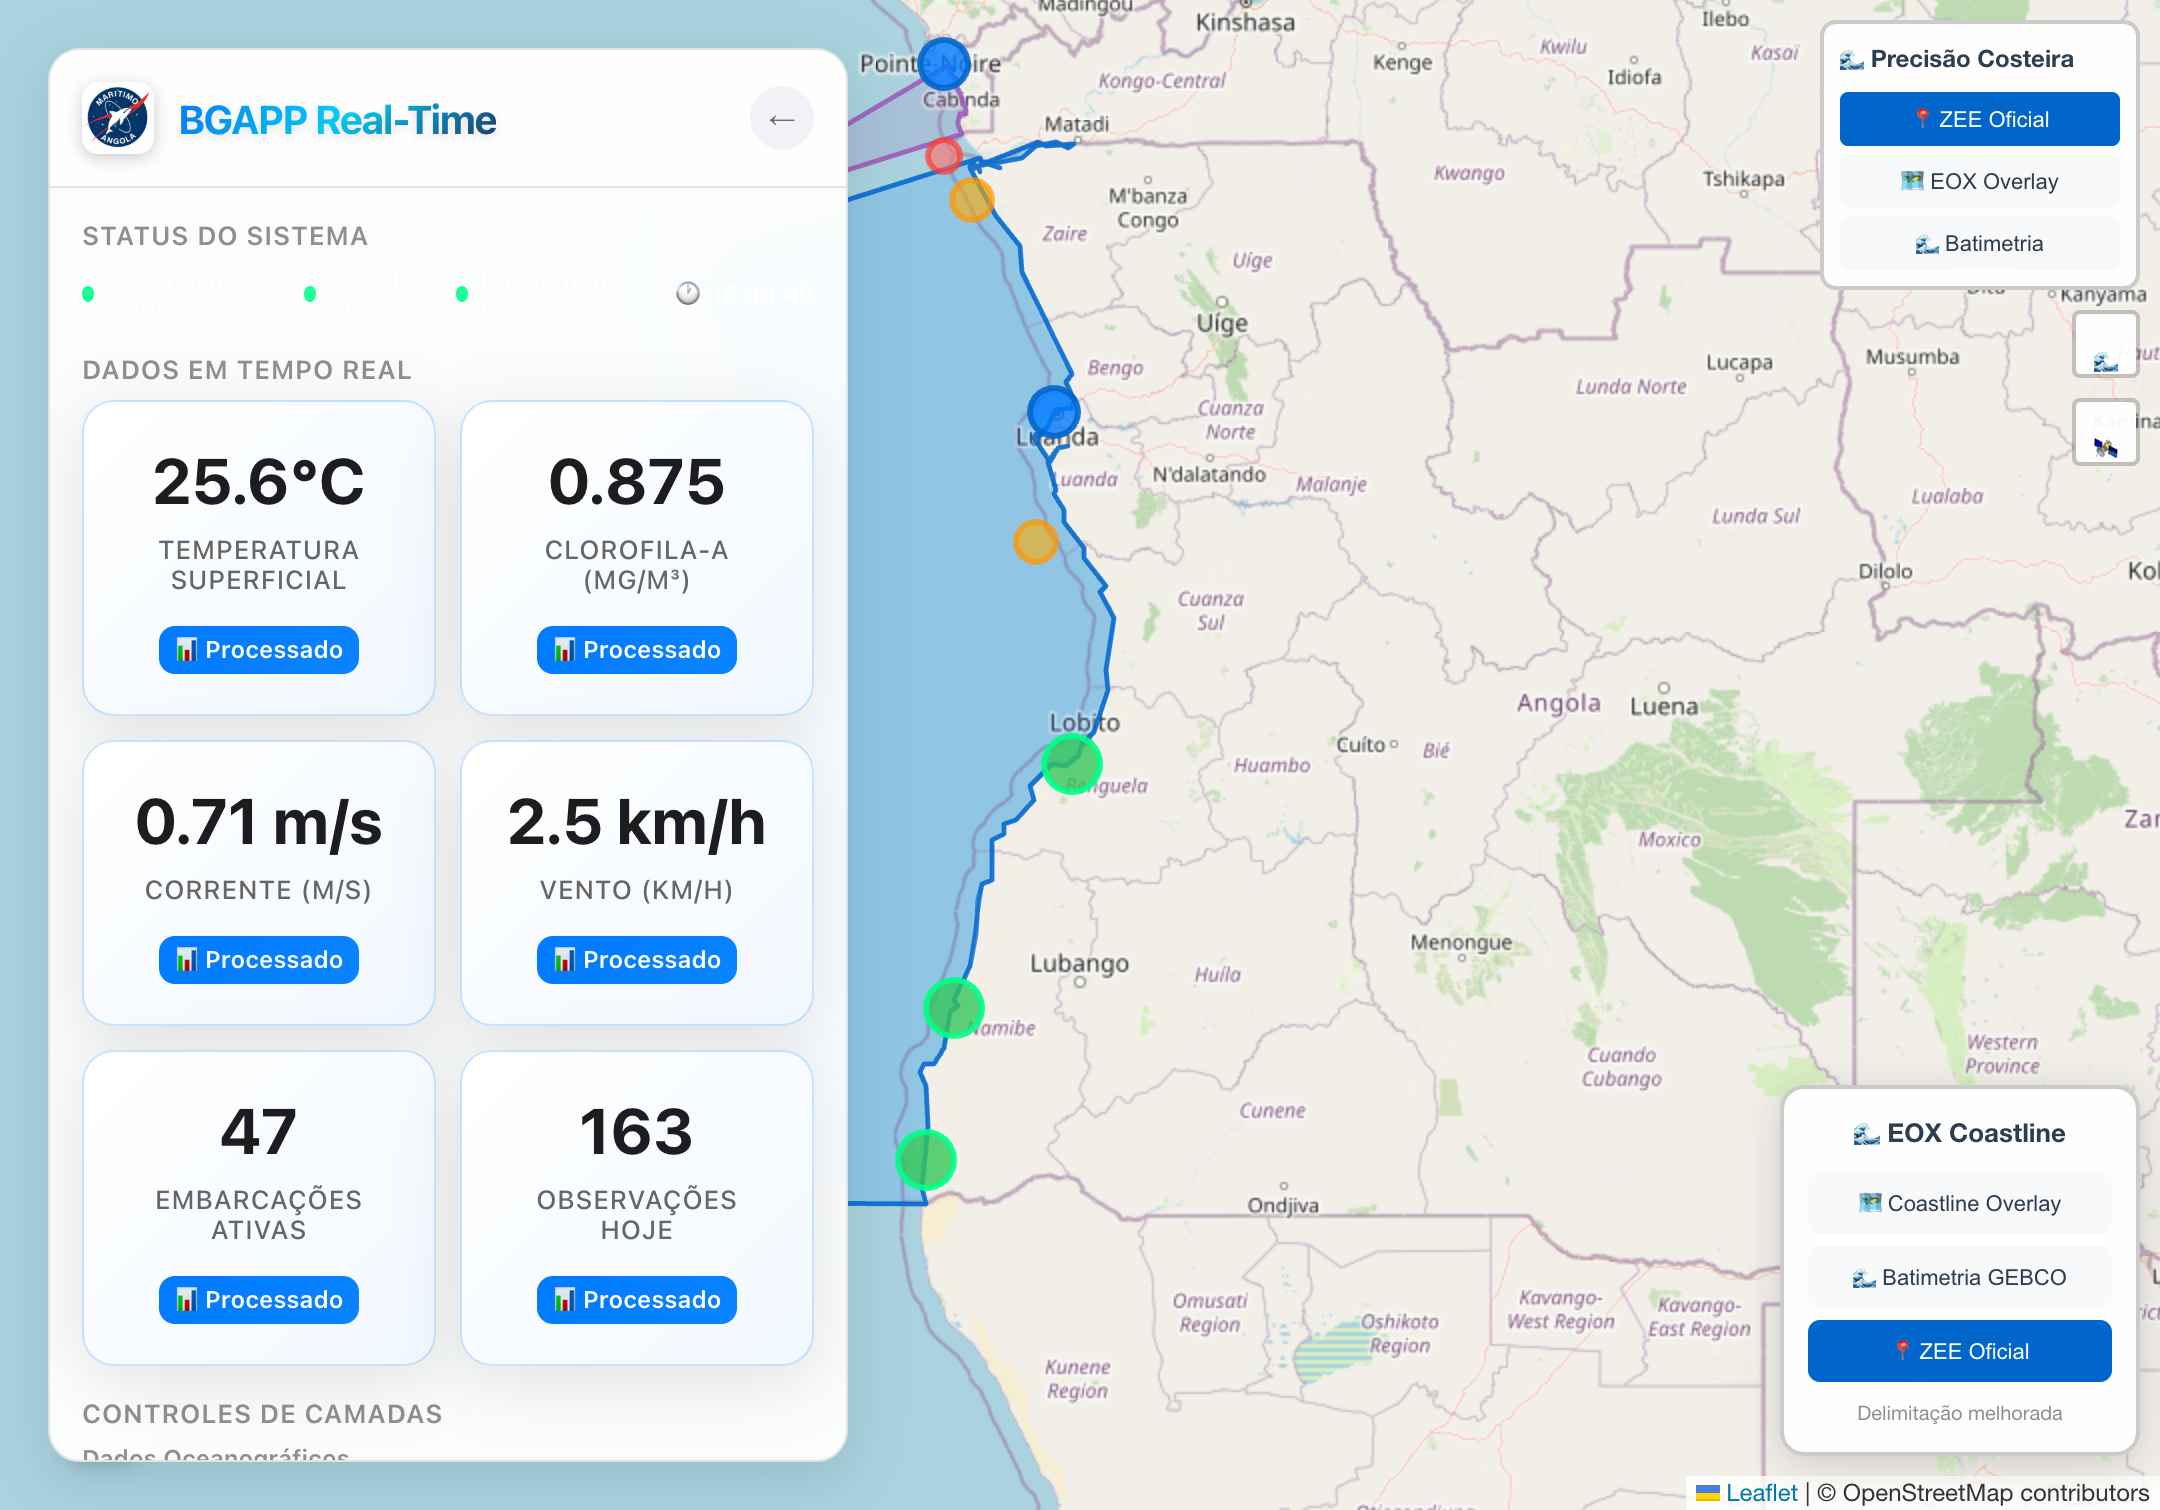 MARÍTIMO
ANGOLA
BGAPP Real-Time
←
STATUS DO SISTEMA
Copernicus
Marine
BGAPP
API
Dados Tempo
Real
DADOS EM TEMPO REAL
25.6°C
TEMPERATURA
SUPERFICIAL
Processado
0.875
CLOROFILA-A
(MG/M³)
Processado
0.71 m/s
CORRENTE (M/S)
Processado
2.5 km/h
VENTO (KM/H)
Processado
47
EMBARCAÇÕES
ATIVAS
Processado
163
OBSERVAÇÕES
HOJE
Processado
CONTROLES DE CAMADAS
Dados Oceanográficos
Madingou
Kinshasa
Ilebo
Pointe-Noire
Kenge
Kwilu
Idiofa
Kasaï
Kongo-Central
Cabinda
Matadi
Kwango
Tshikapa
M'banza
Congo
Zaire
Uíge
Uíge
Kanyama
Bengo
Lucapa
Musumba
Lunda Norte
Cuanza
Norte
Luanda
Luanda
N'dalatando
Malanje
Lunda Sul
Lualaba
Dilolo
Cuanza
Sul
Angola
Luena
Lobito
Cuíto
Bié
Huambo
Benguela
Moxico
Menongue
Lubango
Huíla
Namibe
Cuando
Cubango
Western
Province
Cunene
Ondjiva
Omusati
Region
Oshikoto
Region
Kavango-
West Region
Kavango-
East Region
Kunene
Region
Precisão Costeira
ZEE Oficial
EOX Overlay
Batimetria
EOX Coastline
Coastline Overlay
Batimetria GEBCO
ZEE Oficial
Delimitação melhorada
Leaflet | © OpenStreetMap contributors